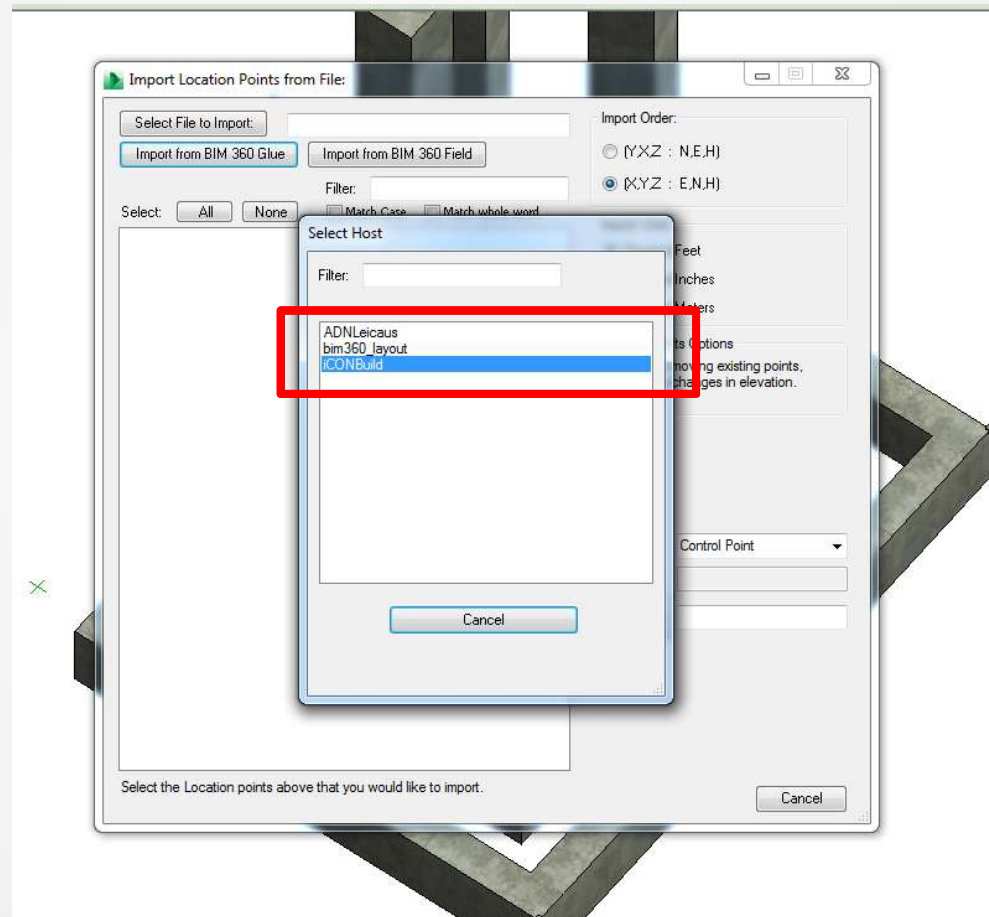 Import Location Points from File:
Select File to Import:
Import from BIM 360 Glue
Import from BIM 360 Field
Filter:
Select:
All
None
Match Case
Match whole word
Import Order:
(Y,X,Z : N,E,H)
(X,Y,Z : E,N,H)
Feet
Inches
Meters
ts Options
moving existing points,
changes in elevation.
Control Point
Select Host
Filter:
ADNLeicaus
bim360_layout
iCONBuild
Cancel
Select the Location points above that you would like to import.
Cancel